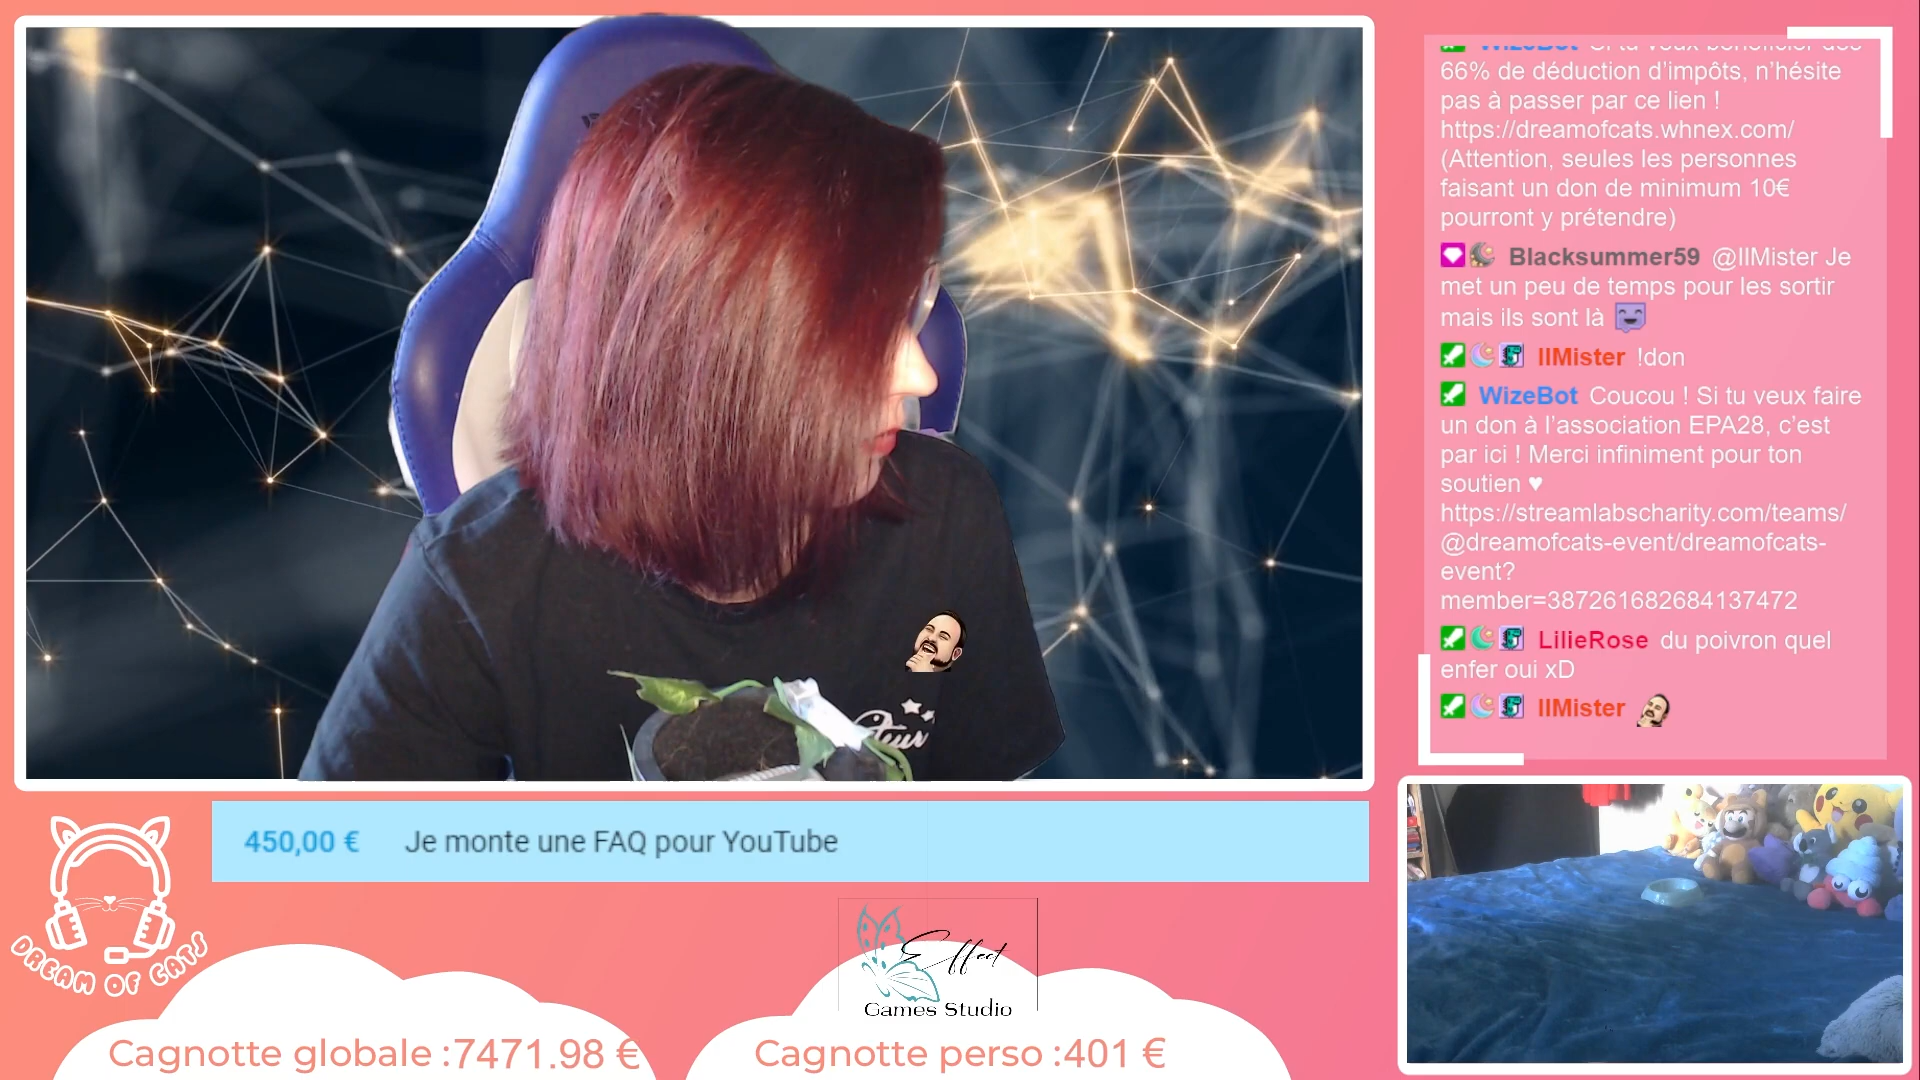 66% de déduction d'impôts, n'hésite
pas à passer par ce lien !
https://dreamofcats.whnex.com/
(Attention, seules les personnes
faisant un don de minimum 10€
pourront y prétendre)
Blacksummer59 @IIMister Je
met un peu de temps pour les sortir
mais ils sont là
IIMister !don
WizeBot Coucou ! Si tu veux faire
un don à l'association EPA28, c'est
par ici ! Merci infiniment pour ton
soutien ♥
https://streamlabscharity.com/teams/
@dreamofcats-event/dreamofcats-
event?
member=387261682684137472
LilieRose du poivron quel
enfer oui xD
IIMister
450,00 € Je monte une FAQ pour YouTube
DREAM OF CATS
Effect
Games Studio
Cagnotte globale :7471.98 €
Cagnotte perso :401 €